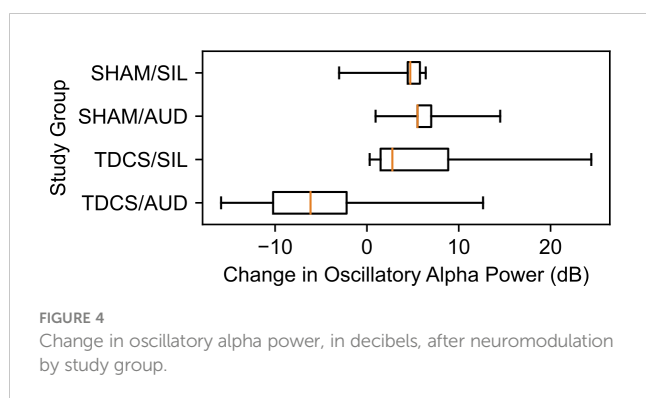 Study Group
SHAM/SIL
SHAM/AUD
TDCS/SIL
TDCS/AUD
−10 0 10 20
Change in Oscillatory Alpha Power (dB)
FIGURE 4
Change in oscillatory alpha power, in decibels, after neuromodulation
by study group.